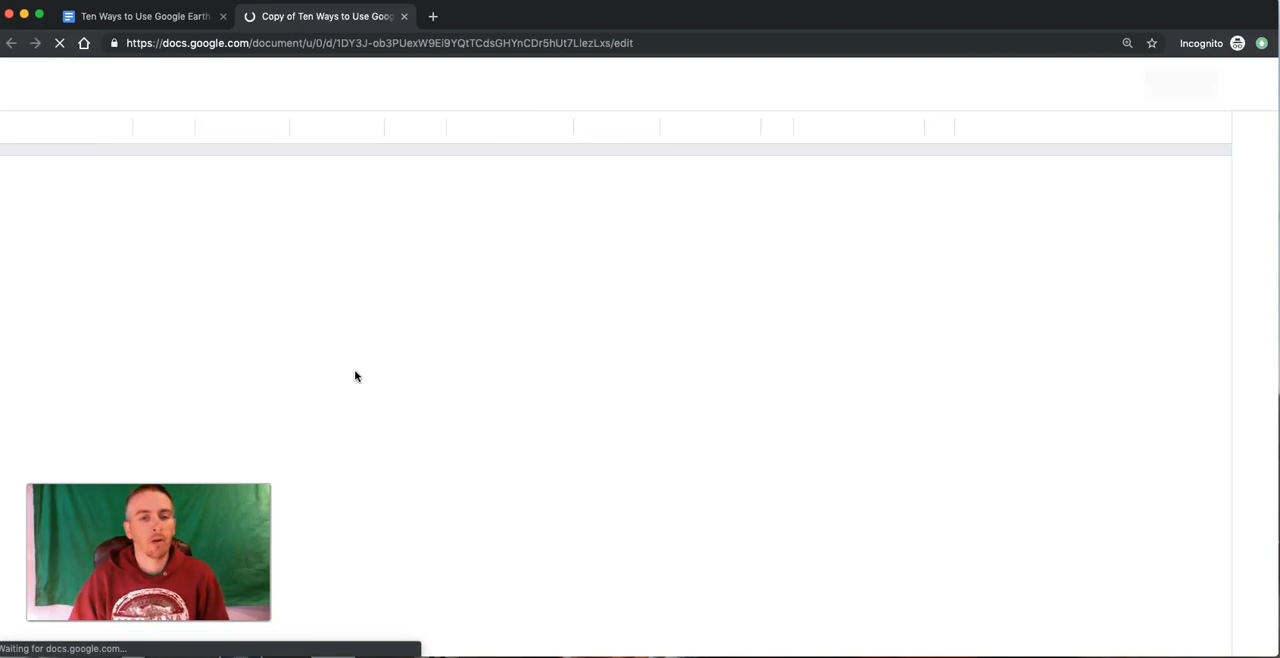 Ten Ways to Use Google Earth
Copy of Ten Ways to Use Goog
https://docs.google.com/document/u/0/d/1DY3J-ob3PUexW9Ei9YQtTCdsGHYnCDr5hUt7LlezLxs/edit
Incognito
Waiting for docs.google.com...